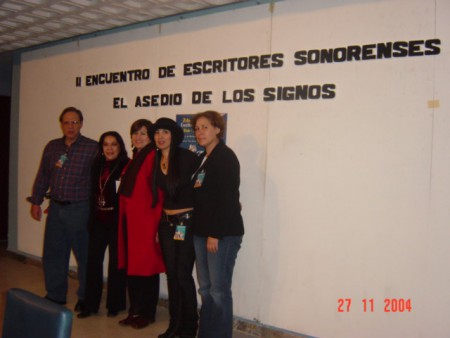 II ENCUENTRO DE ESCRITORES SONORENSES
EL ASEDIO DE LOS SIGNOS
27 11 2004